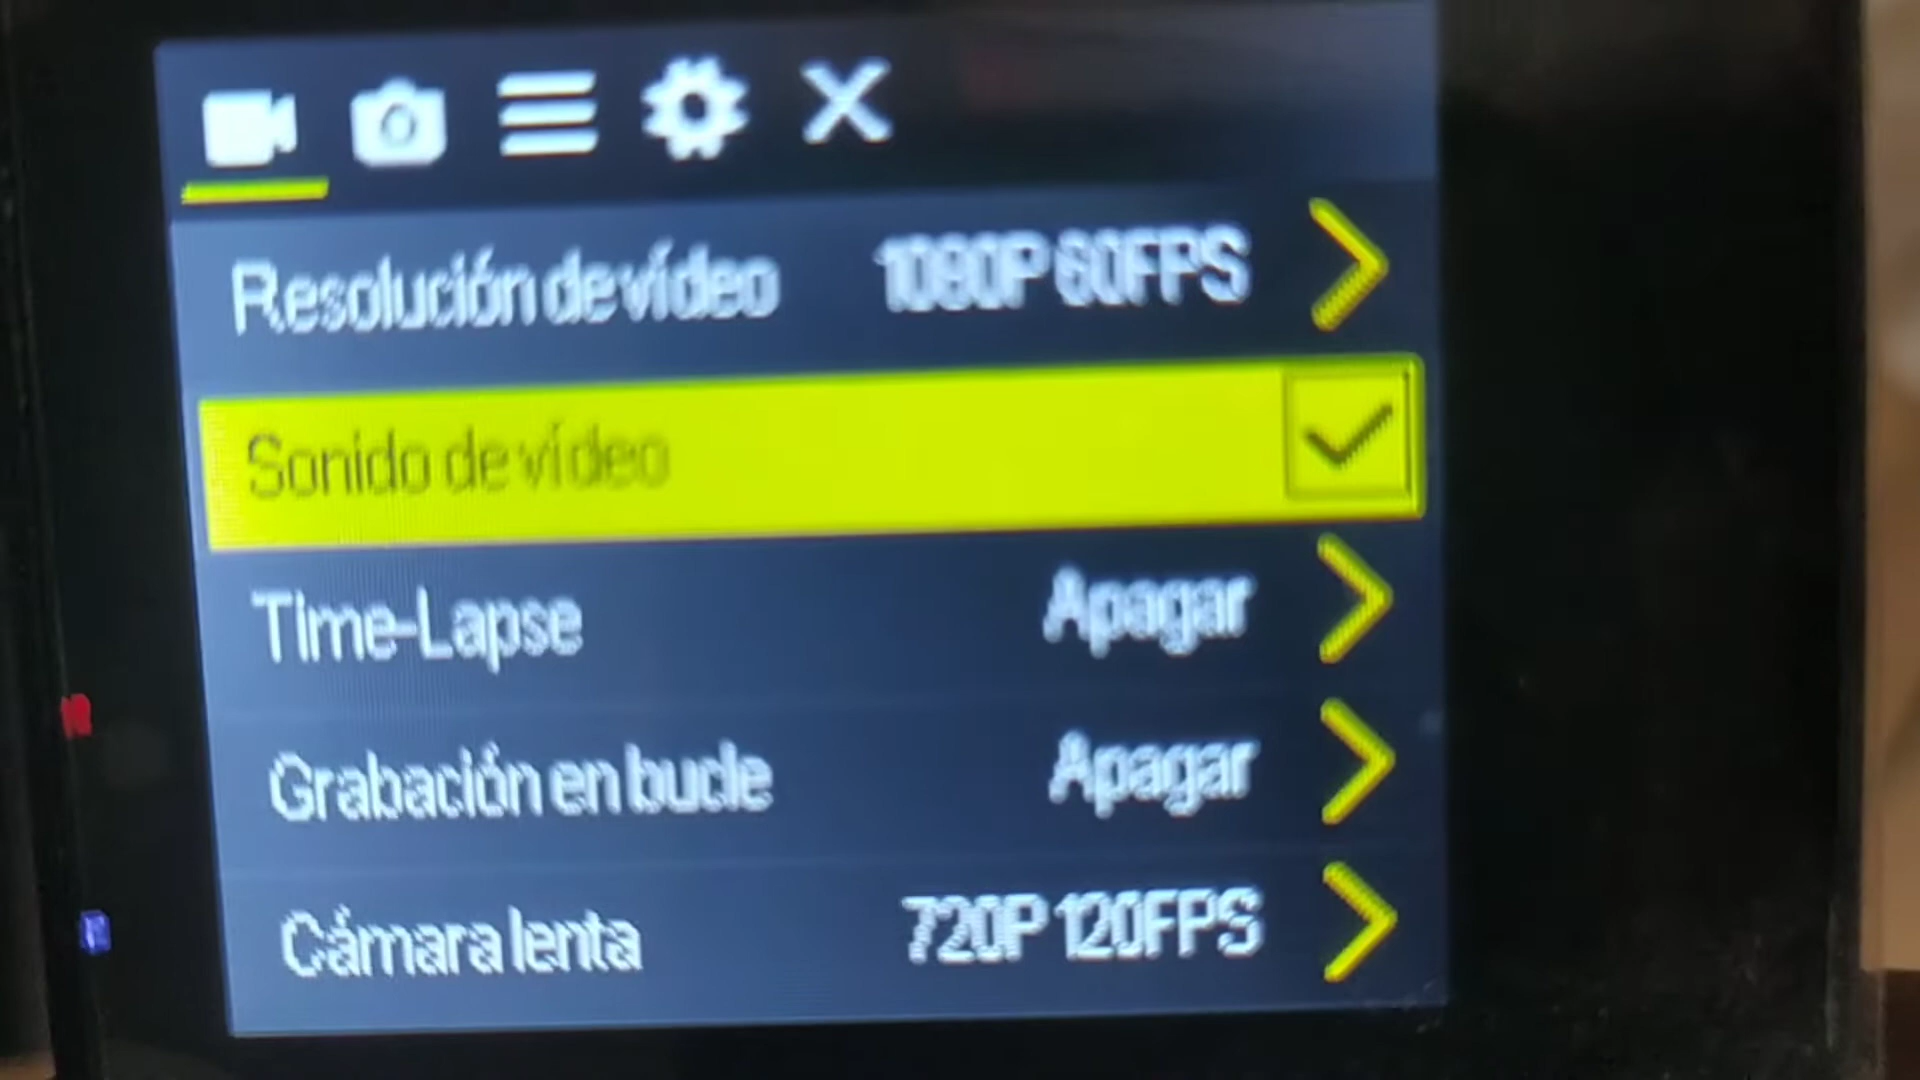 Resolución de vídeo 1080P 60FPS
Sonido de vídeo
Time-Lapse Apagar
Grabación en bucle Apagar
Cámara lenta 720P 120FPS